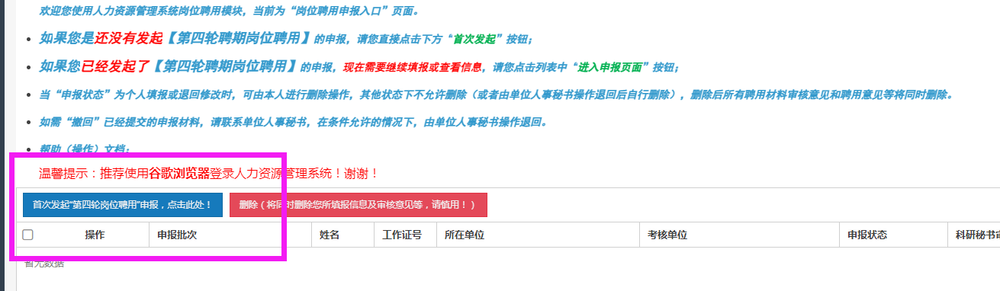 欢迎您使用人力资源管理系统岗位聘用模块，当前为“岗位聘用申报入口”页面。
如果您是还没有发起【第四轮聘期岗位聘用】的申报，请您直接点击下方“首次发起”按钮；
如果您已经发起了【第四轮聘期岗位聘用】的申报，现在需要继续填报或查看信息，请您点击列表中“进入申报页面”按钮；
当“申报状态”为个人填报或退回修改时，可由本人进行删除操作，其他状态下不允许删除（或者由单位人事秘书操作退回后自行删除），删除后所有聘用材料审核意见和聘用意见等将同时删除。
如需“撤回”已经提交的申报材料，请联系单位人事秘书，在条件允许的情况下，由单位人事秘书操作退回。
帮助（操作）文档：
温馨提示：推荐使用谷歌浏览器登录人力资源管理系统！谢谢！
首次发起“第四轮岗位聘用”申报，点击此处！ 删除（将同时删除您所填报信息及审核意见等，请慎用！）
操作 申报批次 姓名 工作证号 所在单位 考核单位 申报状态 科研秘书
暂无数据